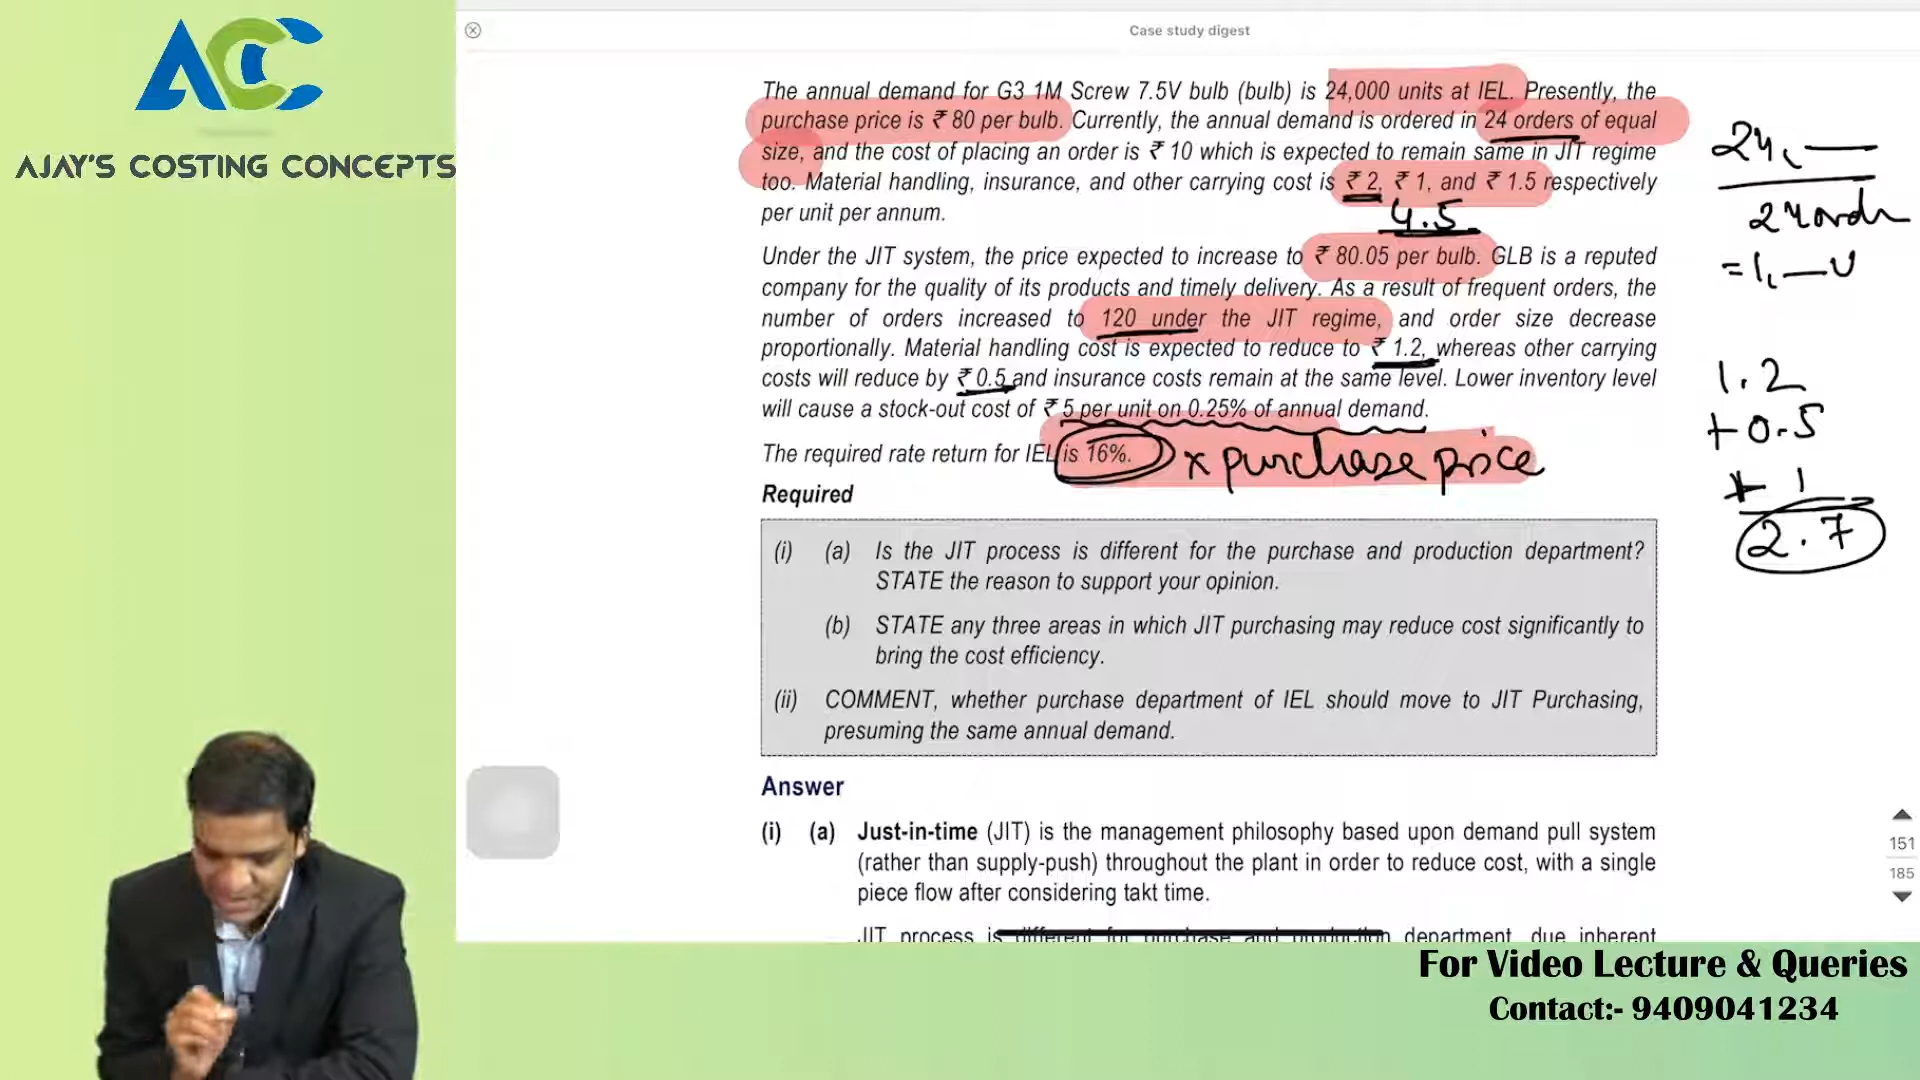 ACC
AJAY'S COSTING CONCEPTS
Case study digest
The annual demand for G3 1M Screw 7.5V bulb (bulb) is 24,000 units at IEL. Presently, the
purchase price is ₹ 80 per bulb. Currently, the annual demand is ordered in 24 orders of equal
size, and the cost of placing an order is ₹ 10 which is expected to remain same in JIT regime
too. Material handling, insurance, and other carrying cost is ₹ 2, ₹ 1, and ₹ 1.5 respectively
per unit per annum.
4.5
Under the JIT system, the price expected to increase to ₹ 80.05 per bulb. GLB is a reputed
company for the quality of its products and timely delivery. As a result of frequent orders, the
number of orders increased to 120 under the JIT regime, and order size decrease
proportionally. Material handling cost is expected to reduce to ₹ 1.2, whereas other carrying
costs will reduce by ₹ 0.5 and insurance costs remain at the same level. Lower inventory level
will cause a stock-out cost of ₹ 5 per unit on 0.25% of annual demand.
The required rate return for IEL is 16%. x purchase price
24,
24
= 1,
1.2
+0.5
+ 1
2.7
Required
(i) (a) Is the JIT process is different for the purchase and production department?
STATE the reason to support your opinion.
(b) STATE any three areas in which JIT purchasing may reduce cost significantly to
bring the cost efficiency.
(ii) COMMENT, whether purchase department of IEL should move to JIT Purchasing,
presuming the same annual demand.
Answer
(i) (a) Just-in-time (JIT) is the management philosophy based upon demand pull system
(rather than supply-push) throughout the plant in order to reduce cost, with a single
piece flow after considering takt time.
JIT process is different for purchase and production department, due inherent
151
185
For Video Lecture & Queries
Contact:- 9409041234